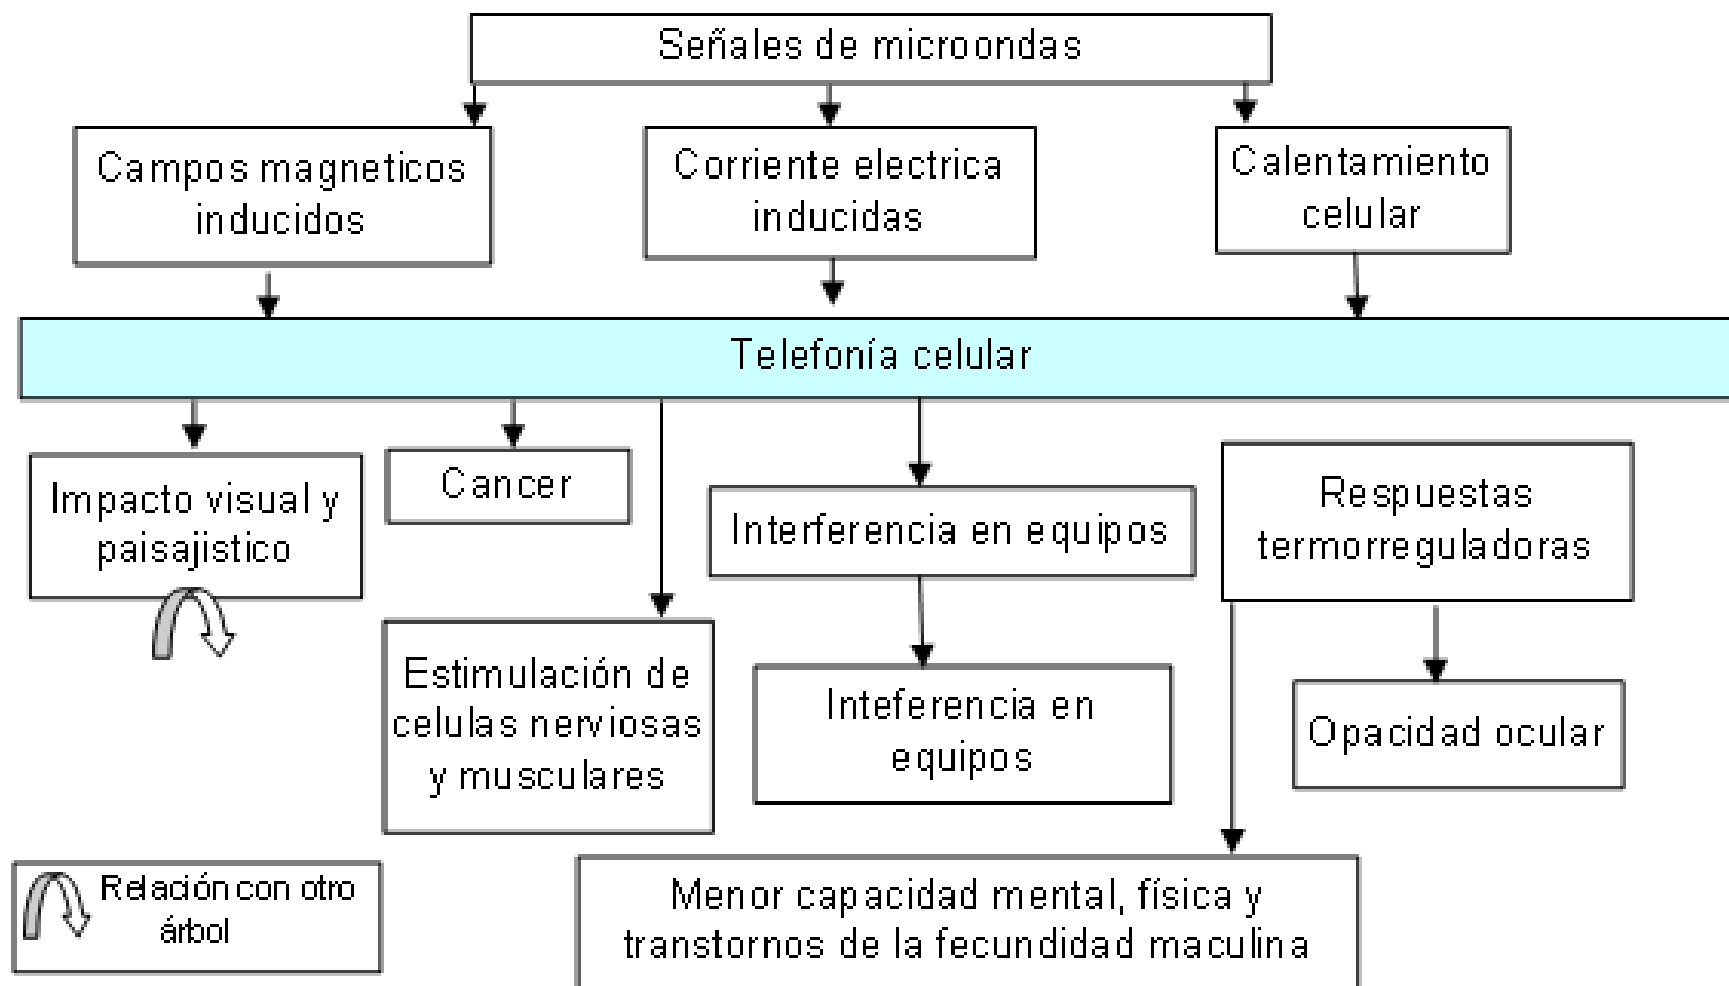 Señales de microondas
Campos magneticos
inducidos
Corriente electrica
inducidas
Calentamiento
celular
Telefonía celular
Impacto visual y
paisajistico
Cancer
Interferencia en equipos
Respuestas
termorreguladoras
Estimulación de
celulas nerviosas
y musculares
Inteferencia en
equipos
Opacidad ocular
Relación con otro
árbol
Menor capacidad mental, física y
transtornos de la fecundidad maculina